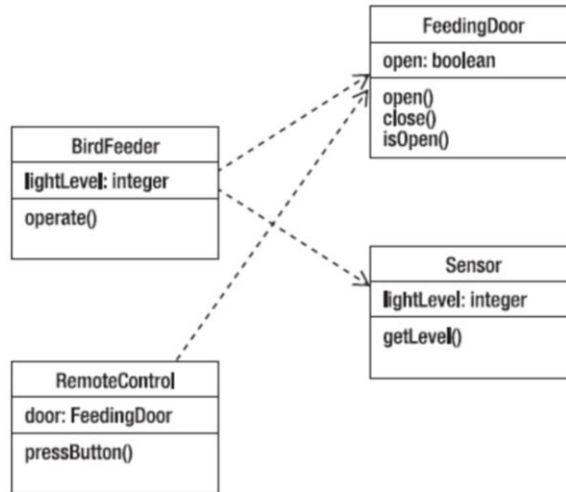 FeedingDoor
open: boolean
open()
close()
isOpen()
BirdFeeder
lightLevel: integer
operate()
Sensor
lightLevel: integer
getLevel()
RemoteControl
door: FeedingDoor
pressButton()